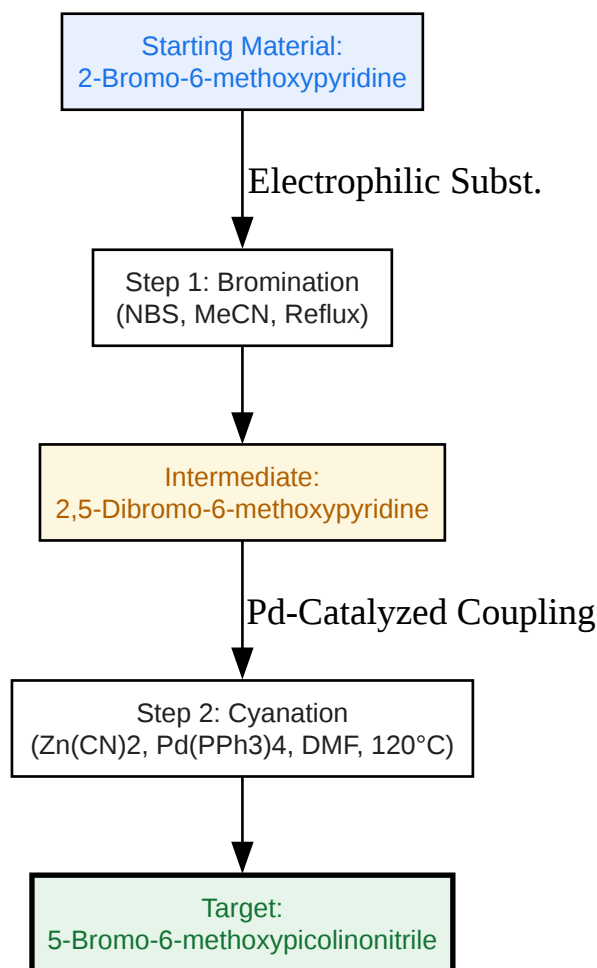 Starting Material:
2-Bromo-6-methoxypyridine
Electrophilic Subst.
Step 1: Bromination
(NBS, MeCN, Reflux)
Intermediate:
2,5-Dibromo-6-methoxypyridine
Pd-Catalyzed Coupling
Step 2: Cyanation
(Zn(CN)2, Pd(PPh3)4, DMF, 120°C)
Target:
5-Bromo-6-methoxypicolinonitrile